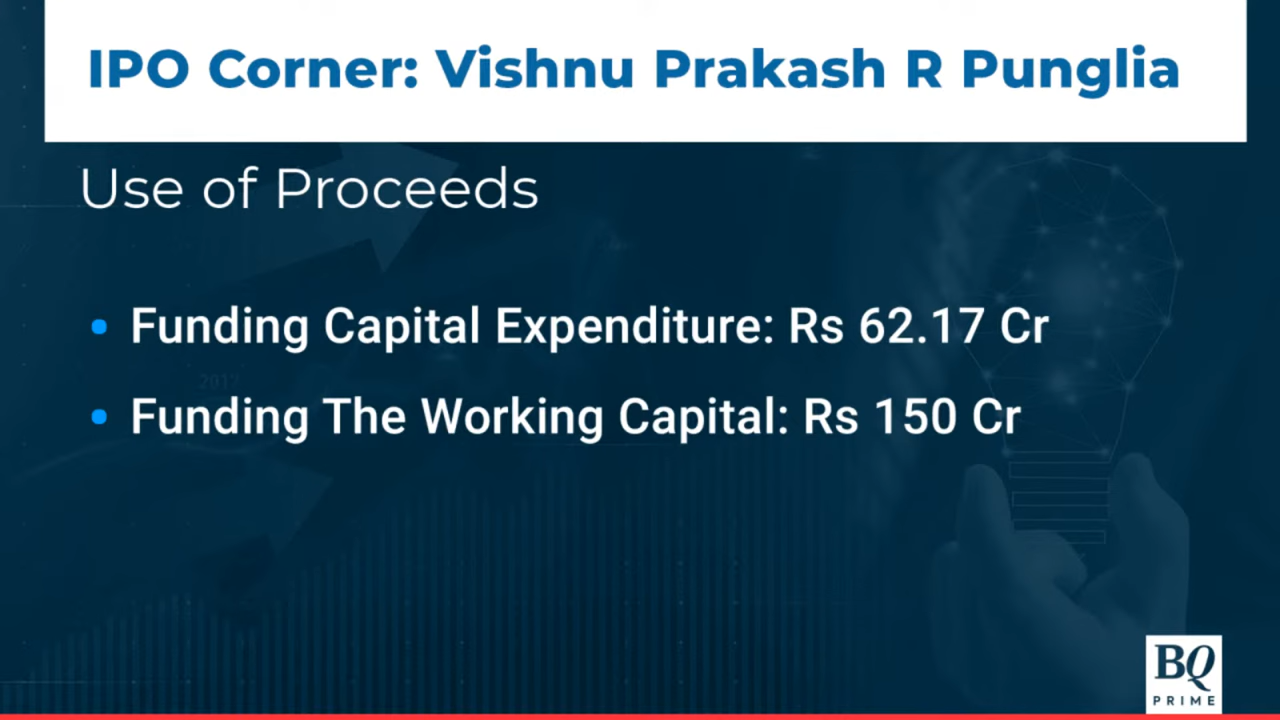 IPO Corner: Vishnu Prakash R Punglia
Use of Proceeds
Funding Capital Expenditure: Rs 62.17 Cr
Funding The Working Capital: Rs 150 Cr
2017
BQ
PRIME